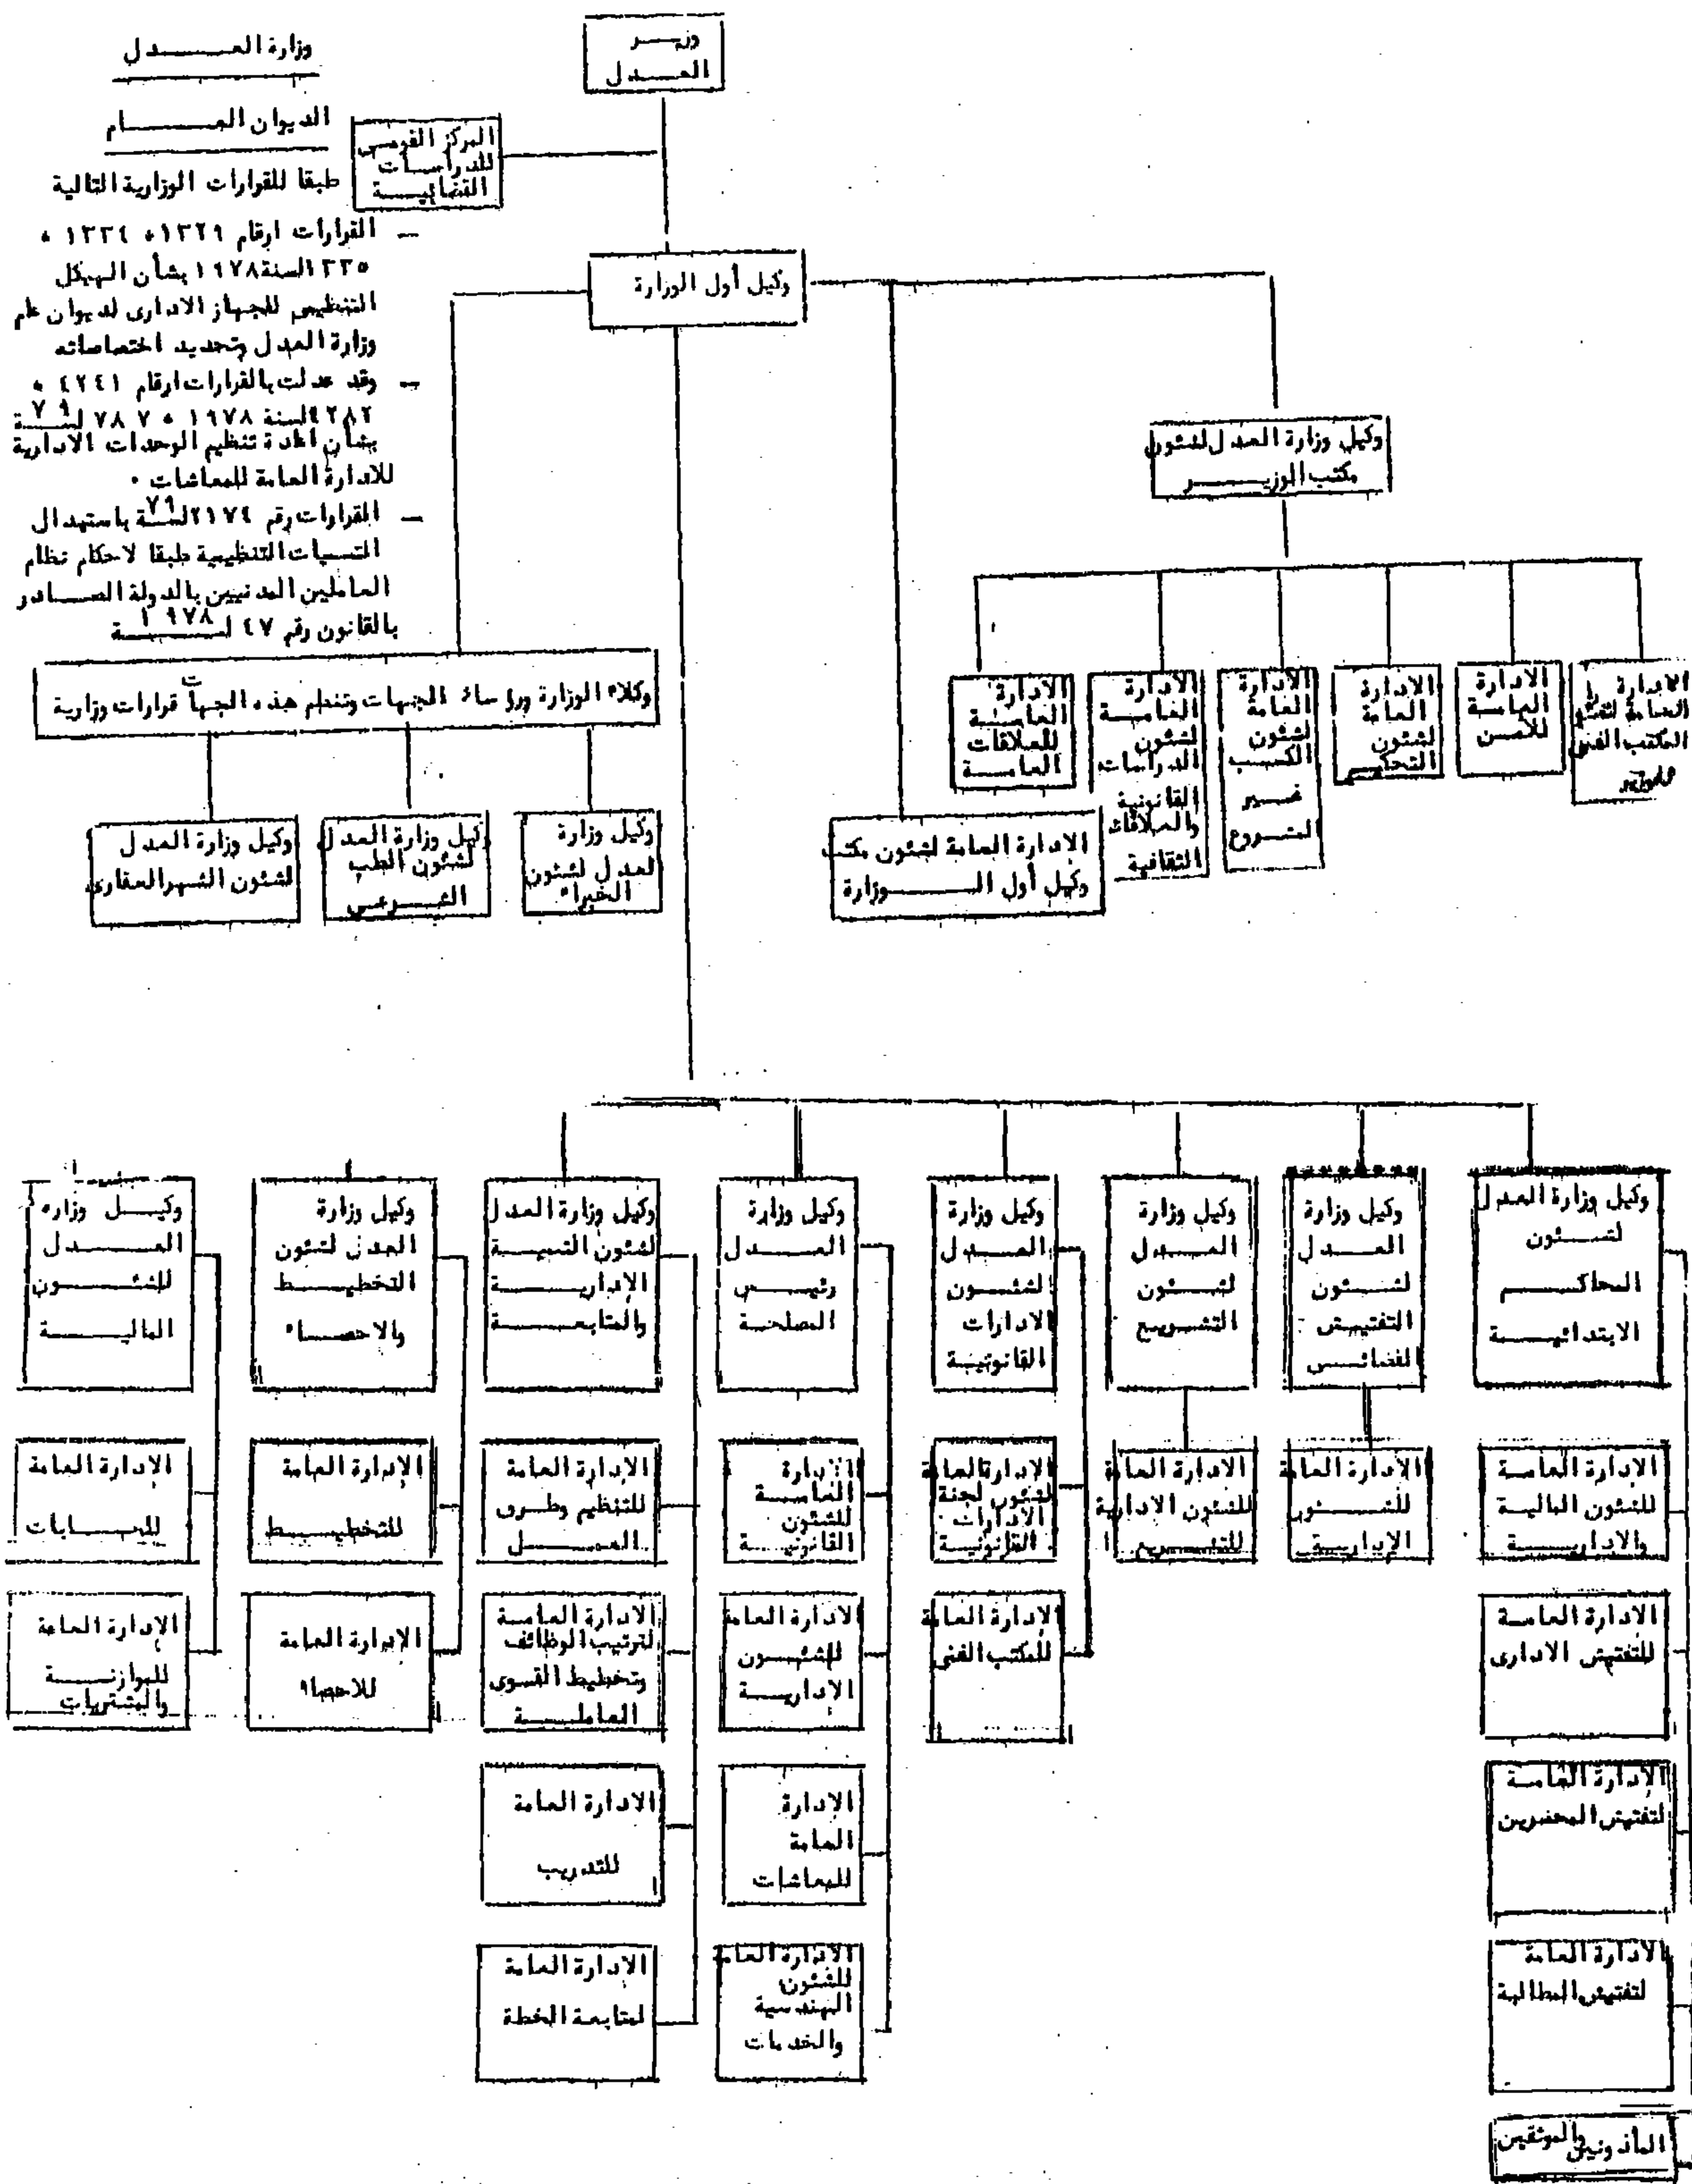 وزارة العدل
الديوان العام
طبقا للقرارات الوزارية التالية
— القرارات ارقام ١٣٢٩، ١٣٣٤ ،
١٣٣٥ لسنة ١٩٧٨ بشأن الهيكل
التنظيمى للجهاز الادارى لديوان عام
وزارة العدل وتحديد اختصاصاته
— وقد عدلت بالقرارات ارقام ٤٢٤١ ،
٤٢٨٢ لسنة ١٩٧٨ ، ٧٨ لسنة ٧٩
بشأن اعادة تنظيم الوحدات الادارية
للادارة العامة للمعاشات .
— القرارات رقم ٢١٧٤ لسنة ٧٩ باستبدال
التسميات التنظيمية طبقا لاحكام نظام
العاملين المدنيين بالدولة الصادر
بالقانون رقم ٤٧ لسنة ١٩٧٨
وزير
العدل
المركز القومى
للدراسات
القضائية
وكيل أول الوزارة
وكيل وزارة العدل لشئون
مكتب الوزير
الادارة
العامة لشئون
المكتب الفنى
للوزير
الادارة
العامة
للأمن
الادارة
العامة
لشئون
التحكيم
الادارة
العامة
لشئون
الكسب
غير
المشروع
الادارة
العامة
لشئون
الدراسات
القانونية
والعلاقات
الثقافية
الادارة
العامة
للعلاقات
العامة
الادارة العامة لشئون مكتب
وكيل أول الوزارة
وكلاء الوزارة ورؤساء الجهات وتنظم هذه الجهات قرارات وزارية
وكيل وزارة
العدل لشئون
الخبراء
وكيل وزارة العدل
لشئون الطب
الشرعى
وكيل وزارة العدل
لشئون الشهر العقارى
وكيل وزارة العدل
لشئون
المحاكم
الابتدائية
وكيل وزارة
العدل
لشئون
التفتيش
القضائى
وكيل وزارة
العدل
لشئون
التشريع
وكيل وزارة
العدل
لشئون
الادارات
القانونية
وكيل وزارة
العدل
رئيس
المصلحة
وكيل وزارة العدل
لشئون التنمية
الادارية
والمتابعة
وكيل وزارة
العدل لشئون
التخطيط
والاحصاء
وكيل وزارة
العدل
للشئون
المالية
الادارة العامة
للشئون المالية
والادارية
الادارة العامة
للشئون
الادارية
الادارة العامة
للشئون الادارية
للتشريع
الادارة العامة
لشئون لجنة
الادارات
القانونية
الادارة
العامة
للشئون
القانونية
الادارة العامة
للتنظيم وطرق
العمل
الادارة العامة
للتخطيط
الادارة العامة
للحسابات
الادارة العامة
للتفتيش الادارى
الادارة العامة
للمكتب الفنى
الادارة العامة
للشئون
الادارية
الادارة العامة
لترتيب الوظائف
وتخطيط القوى
العاملة
الادارة العامة
للاحصاء
الادارة العامة
للموازنة
والمشتريات
الادارة العامة
لتفتيش المحضرين
الادارة
العامة
للمعاشات
الادارة العامة
للتدريب
الادارة العامة
لتفتيش المطالبة
الادارة العامة
للشئون
الهندسية
والخدمات
الادارة العامة
لمتابعة الخطة
المأذونين والموثقين